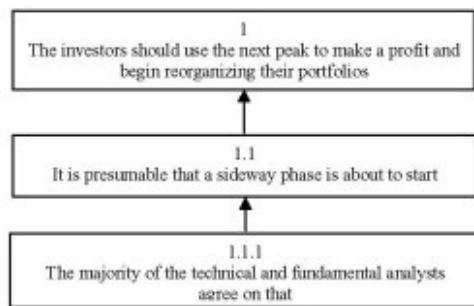 1
The investors should use the next peak to make a profit and
begin reorganizing their portfolios
1.1
It is presumable that a sideway phase is about to start
1.1.1
The majority of the technical and fundamental analysts
agree on that